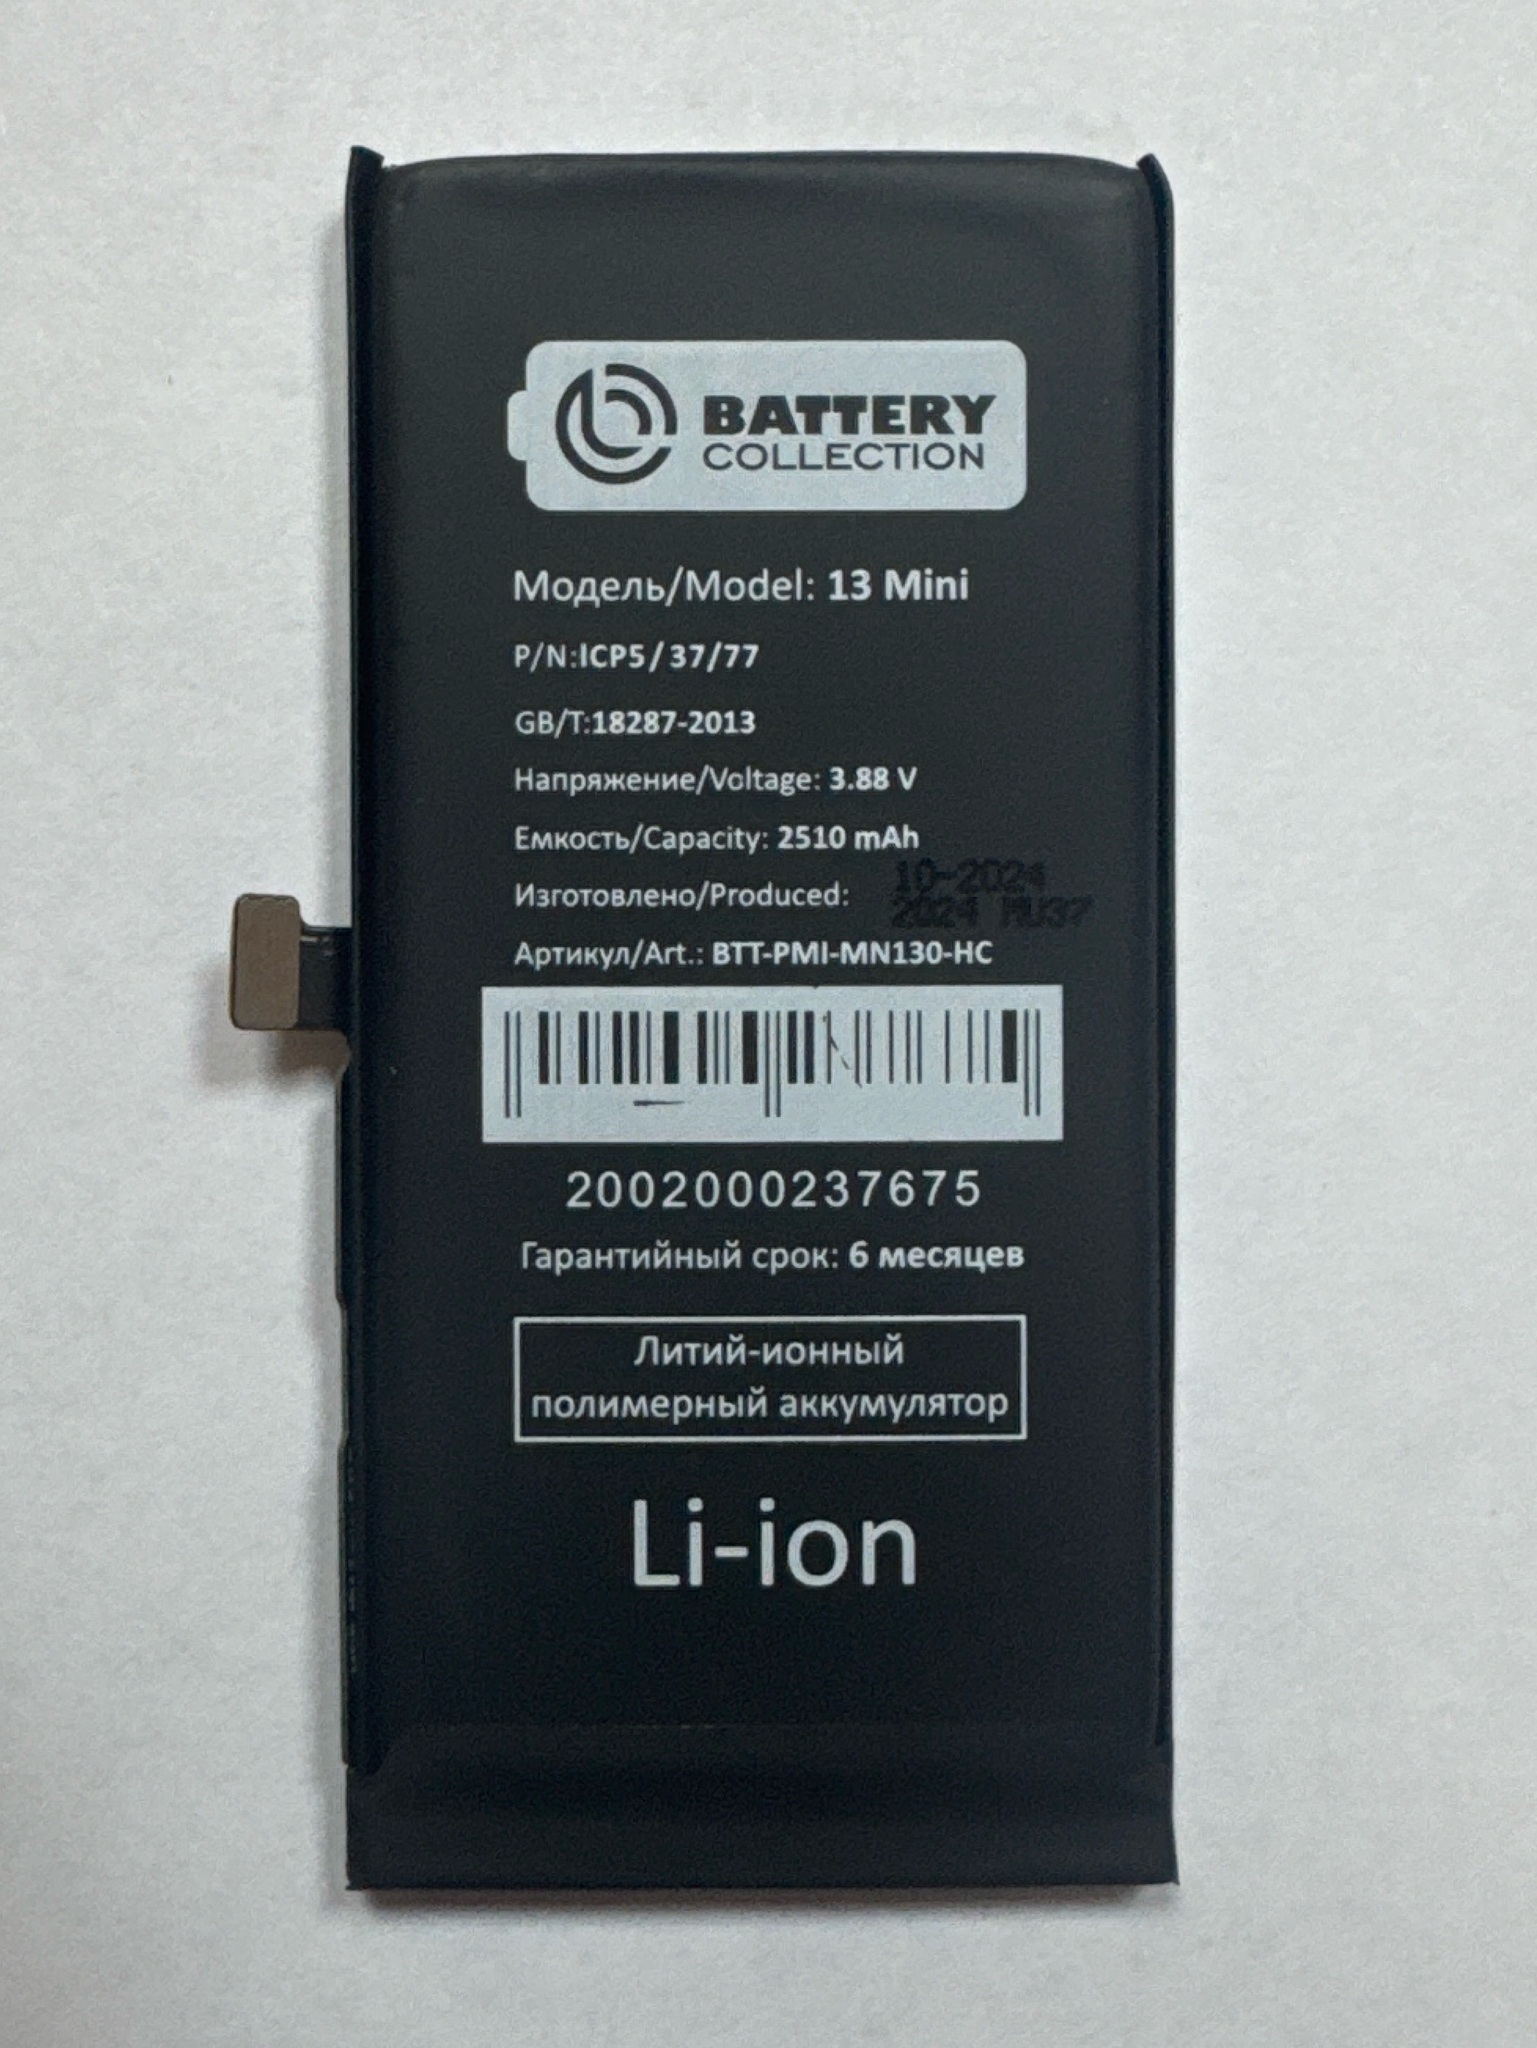 BATTERY
COLLECTION
Модель/Model: 13 Mini
P/N:ICP5/37/77
GB/T:18287-2013
Напряжение/Voltage: 3.88 V
Емкость/Capacity: 2510 mAh
Изготовлено/Produced: 10-2024
2024 MU37
Артикул/Art.: BTT-PMI-MN130-HC
2002000237675
Гарантийный срок: 6 месяцев
Литий-ионный
полимерный аккумулятор
Li-ion